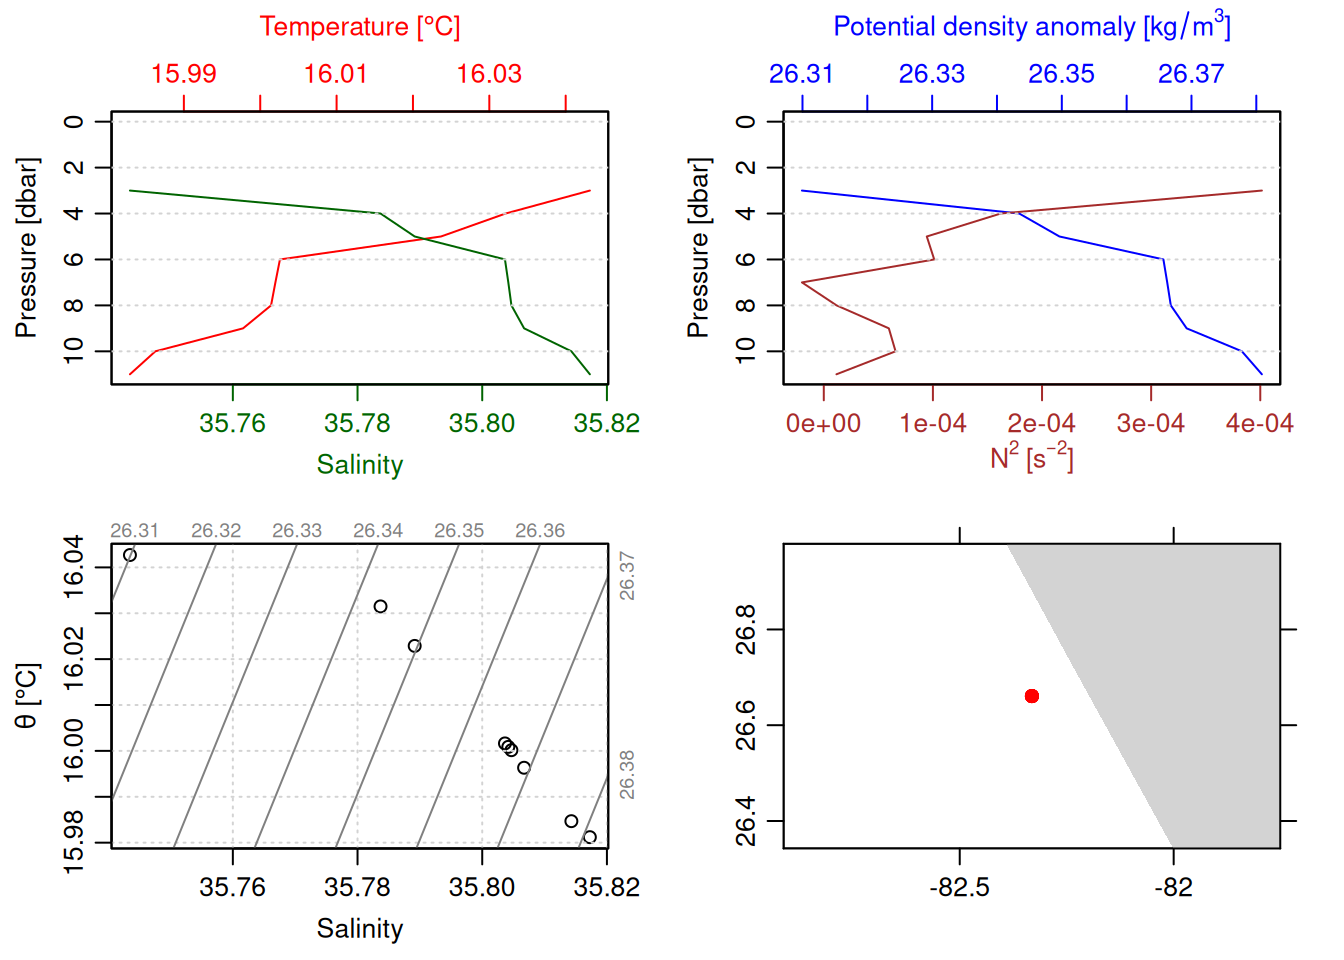 Temperature [°C]
15.99 16.01 16.03
Pressure [dbar]
0 2 4 6 8 10
35.76 35.78 35.80 35.82
Salinity
Potential density anomaly [kg/m³]
26.31 26.33 26.35 26.37
Pressure [dbar]
0 2 4 6 8 10
0e+00 1e-04 2e-04 3e-04 4e-04
N² [s⁻²]
26.31 26.32 26.33 26.34 26.35 26.36
26.37
26.38
θ [°C]
16.04
16.02
16.00
15.98
35.76 35.78 35.80 35.82
Salinity
26.8
26.6
26.4
-82.5 -82